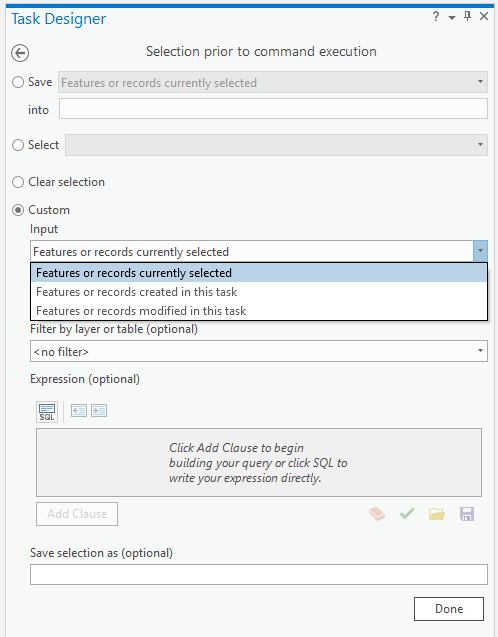 Task Designer
?
Selection prior to command execution
Save
Features or records currently selected
into
Select
Clear selection
Custom
Input
Features or records currently selected
Features or records currently selected
Features or records created in this task
Features or records modified in this task
Filter by layer or table (optional)
<no filter>
Expression (optional)
SQL
Click Add Clause to begin
building your query or click SQL to
write your expression directly.
Add Clause
Save selection as (optional)
Done